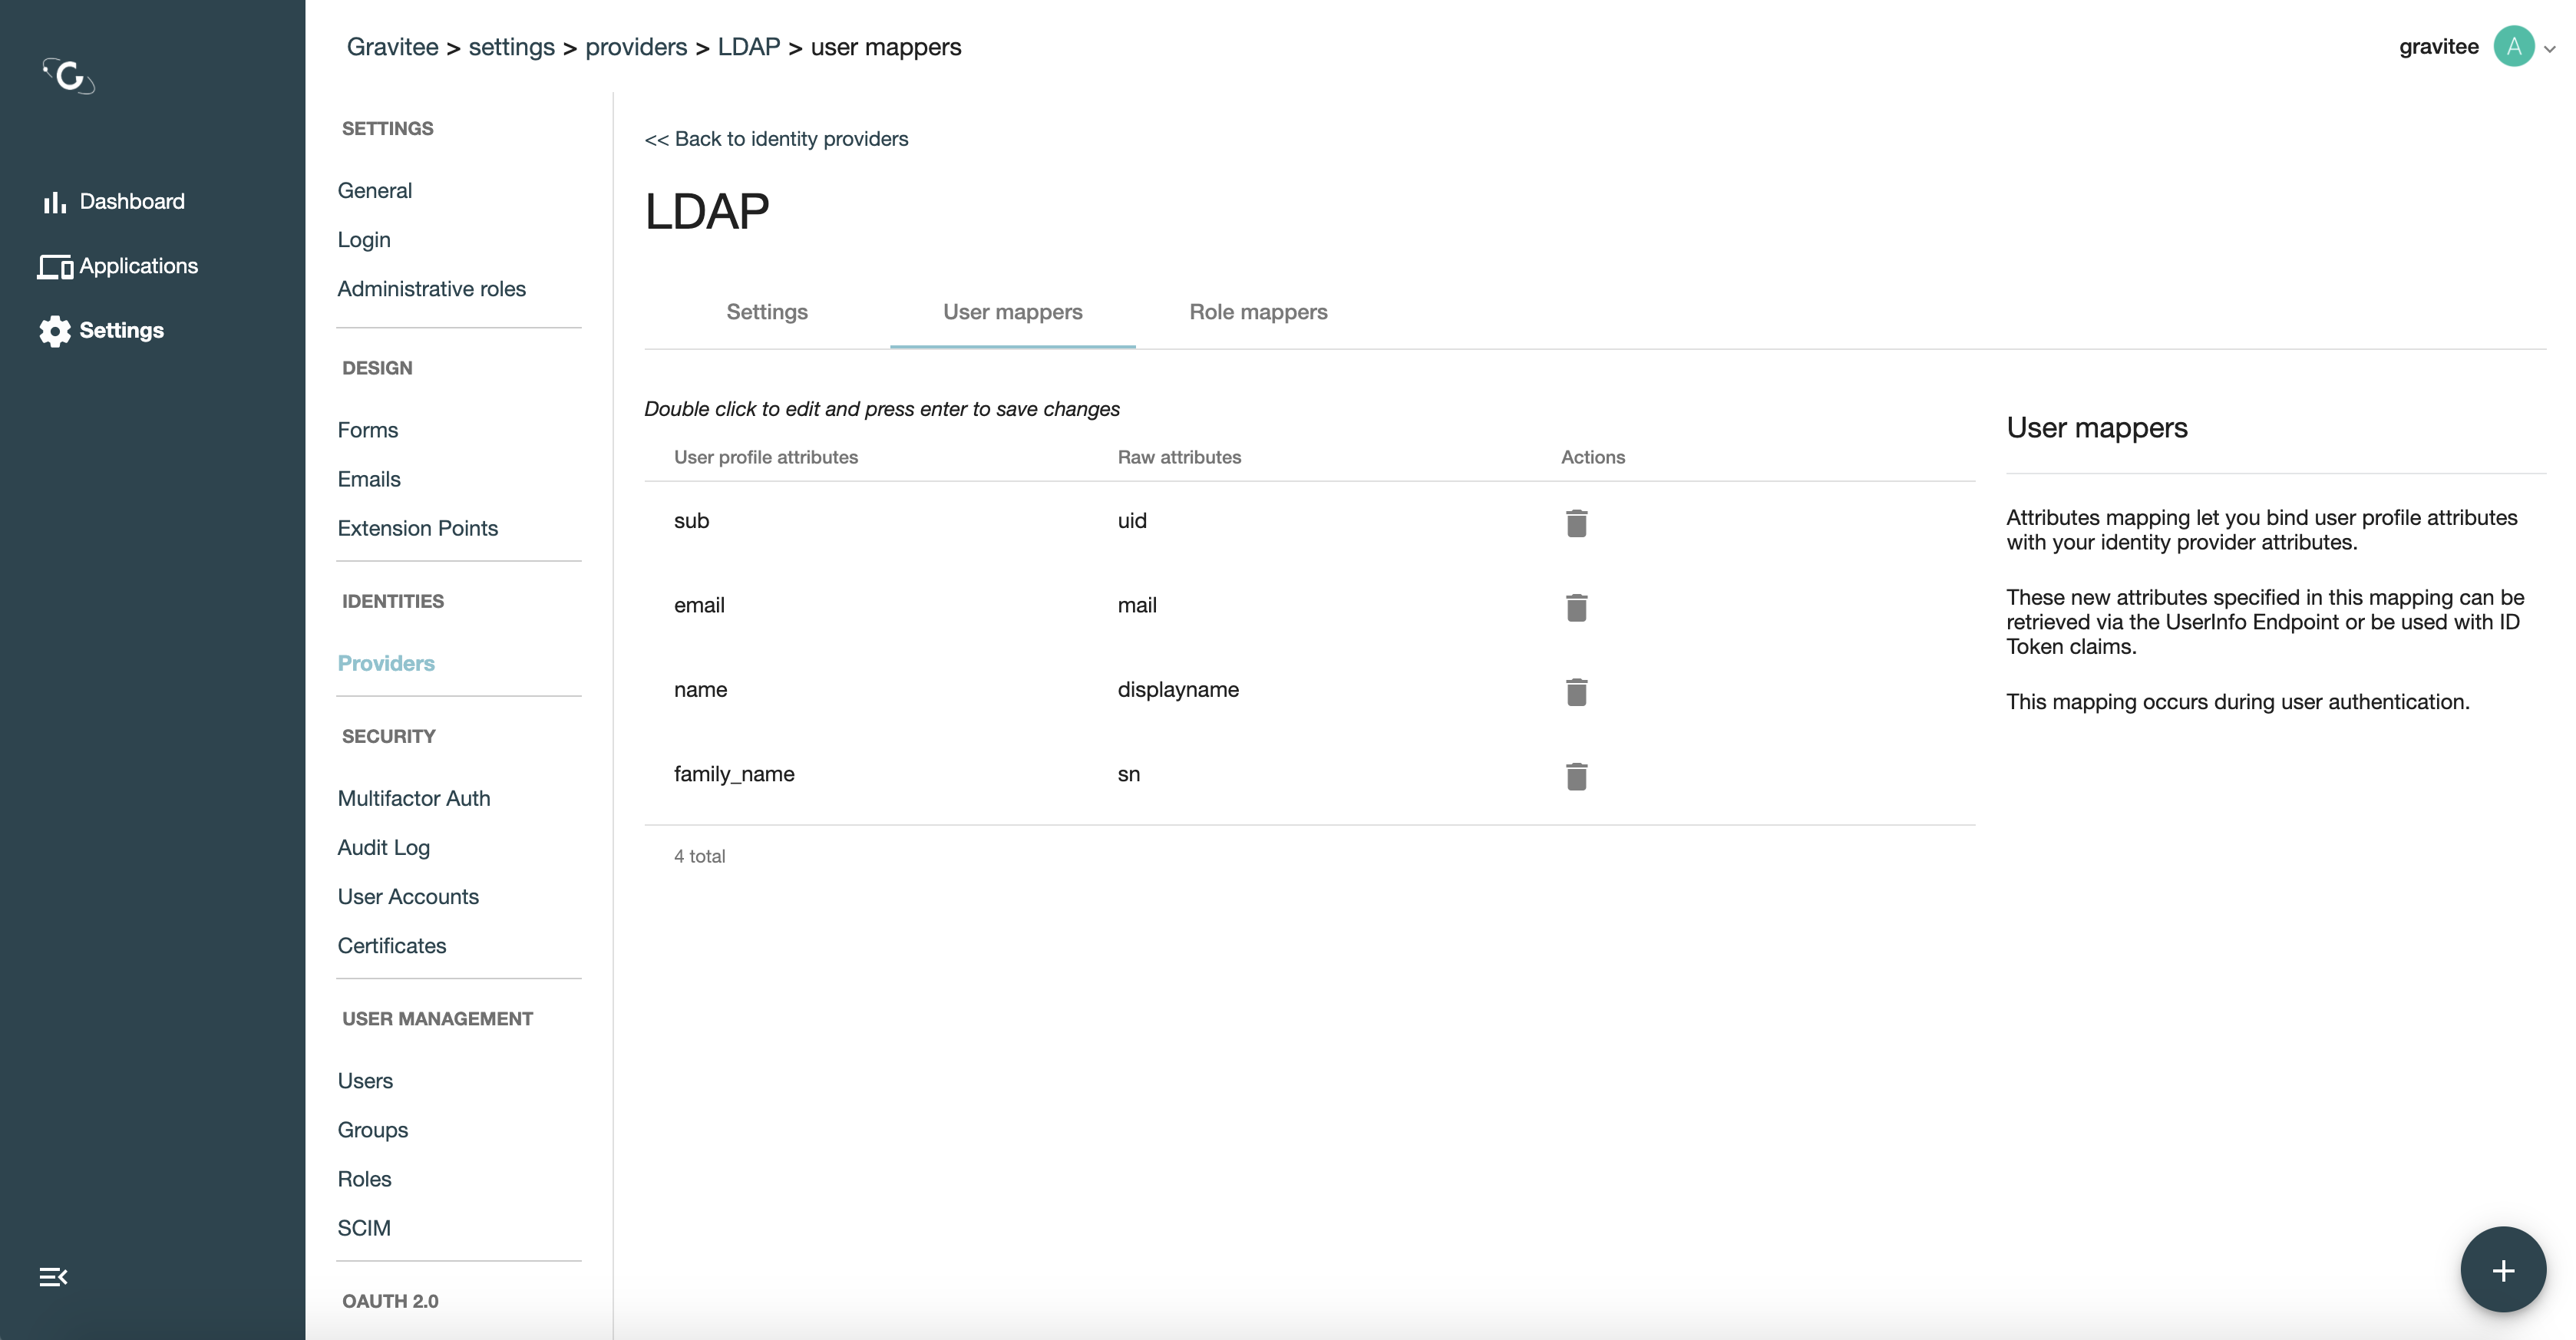 Gravitee > settings > providers > LDAP > user mappers
gravitee A
Dashboard
Applications
Settings
SETTINGS
General
Login
Administrative roles
DESIGN
Forms
Emails
Extension Points
IDENTITIES
Providers
SECURITY
Multifactor Auth
Audit Log
User Accounts
Certificates
USER MANAGEMENT
Users
Groups
Roles
SCIM
OAUTH 2.0
<< Back to identity providers
LDAP
Settings User mappers Role mappers
Double click to edit and press enter to save changes
User profile attributes Raw attributes Actions
sub uid
email mail
name displayname
family_name sn
4 total
User mappers
Attributes mapping let you bind user profile attributes
with your identity provider attributes.
These new attributes specified in this mapping can be
retrieved via the UserInfo Endpoint or be used with ID
Token claims.
This mapping occurs during user authentication.